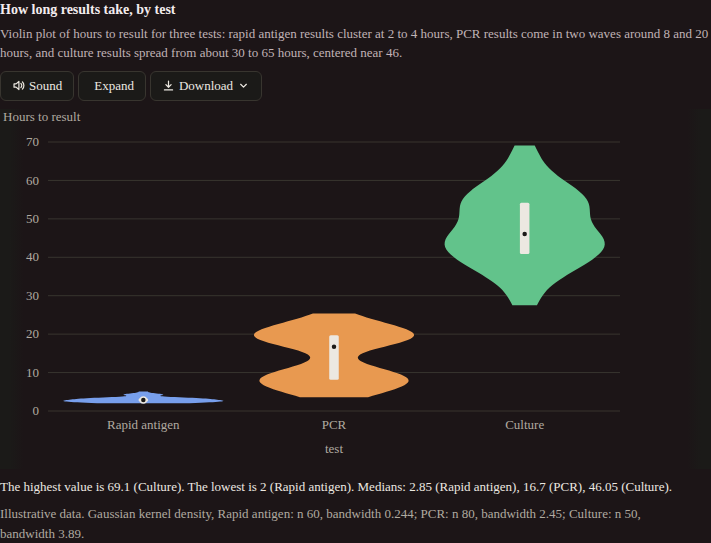 How long results take, by test
Violin plot of hours to result for three tests: rapid antigen results cluster at 2 to 4 hours, PCR results come in two waves around 8 and 20
hours, and culture results spread from about 30 to 65 hours, centered near 46.
Sound Expand Download
Hours to result
70
60
50
40
30
20
10
0
Rapid antigen PCR Culture
test
The highest value is 69.1 (Culture). The lowest is 2 (Rapid antigen). Medians: 2.85 (Rapid antigen), 16.7 (PCR), 46.05 (Culture).
Illustrative data. Gaussian kernel density, Rapid antigen: n 60, bandwidth 0.244; PCR: n 80, bandwidth 2.45; Culture: n 50,
bandwidth 3.89.